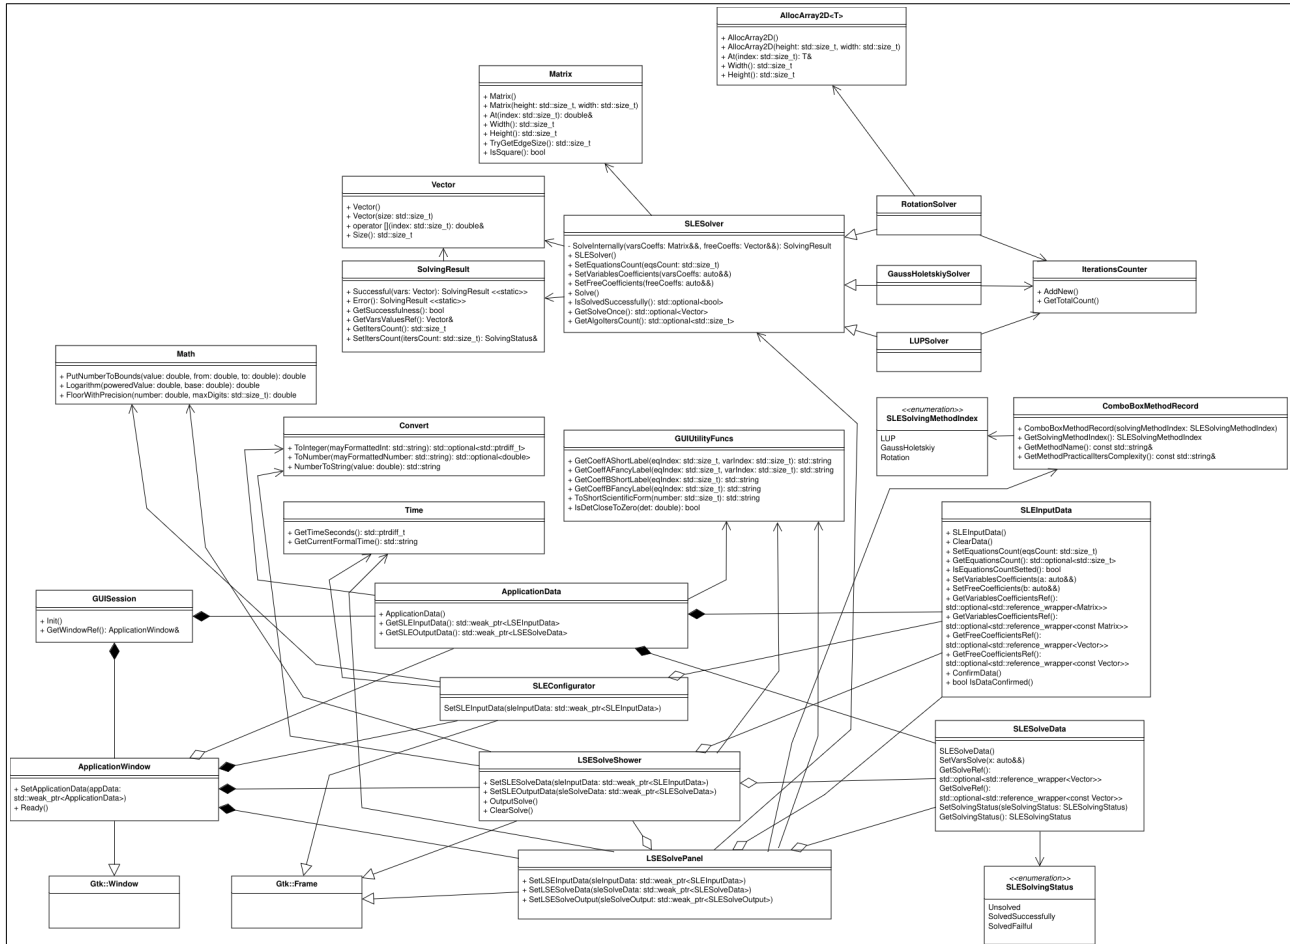 AllocArray2D<T>
+ AllocArray2D()
+ AllocArray2D(height: std::size_t, width: std::size_t)
+ At(index: std::size_t): T&
+ Width(): std::size_t
+ Height(): std::size_t
Matrix
+ Matrix()
+ Matrix(height: std::size_t, width: std::size_t)
+ At(index: std::size_t): double&
+ Width(): std::size_t
+ Height(): std::size_t
+ TryGetEdgeSize(): std::size_t
+ IsSquare(): bool
Vector
+ Vector()
+ Vector(size: std::size_t)
+ operator [](index: std::size_t): double&
+ Size(): std::size_t
SLESolver
- SolveInternally(varsCoeffs: Matrix&&, freeCoeffs: Vector&&): SolvingResult
+ SLESolver()
+ SetEquationsCount(eqsCount: std::size_t)
+ SetVariablesCoefficients(varsCoeffs: auto&&)
+ SetFreeCoefficients(freeCoeffs: auto&&)
+ Solve()
+ IsSolvedSuccessfully(): std::optional<bool>
+ GetSolveOnce(): std::optional<Vector>
+ GetAlgoItersCount(): std::optional<std::size_t>
RotationSolver
SolvingResult
+ Successful(vars: Vector): SolvingResult <<static>>
+ Error(): SolvingResult <<static>>
+ GetSuccessfulness(): bool
+ GetVarsValuesRef(): Vector&
+ GetItersCount(): std::size_t
+ SetItersCount(itersCount: std::size_t): SolvingStatus&
GaussHoletskiySolver
IterationsCounter
+ AddNew()
+ GetTotalCount()
LUPSolver
Math
+ PutNumberToBounds(value: double, from: double, to: double): double
+ Logarithm(poweredValue: double, base: double): double
+ FloorWithPrecision(number: double, maxDigits: std::size_t): double
Convert
+ ToInteger(mayFormattedInt: std::string): std::optional<std::ptrdiff_t>
+ ToNumber(mayFormattedNumber: std::string): std::optional<double>
+ NumberToString(value: double): std::string
GUIUtilityFuncs
+ GetCoeffAShortLabel(eqIndex: std::size_t, varIndex: std::size_t): std::string
+ GetCoeffAFancyLabel(eqIndex: std::size_t, varIndex: std::size_t): std::string
+ GetCoeffBShortLabel(eqIndex: std::size_t): std::string
+ GetCoeffBFancyLabel(eqIndex: std::size_t): std::string
+ ToShortScientificForm(number: std::size_t): std::string
+ IsDetCloseToZero(det: double): bool
<<enumeration>>
SLESolvingMethodIndex
LUP
GaussHoletskiy
Rotation
ComboBoxMethodRecord
+ ComboBoxMethodRecord(solvingMethodIndex: SLESolvingMethodIndex)
+ GetSolvingMethodIndex(): SLESolvingMethodIndex
+ GetMethodName(): const std::string&
+ GetMethodPracticalItersComplexity(): const std::string&
Time
+ GetTimeSeconds(): std::ptrdiff_t
+ GetCurrentFormalTime(): std::string
SLEInputData
+ SLEInputData()
+ ClearData()
+ SetEquationsCount(eqsCount: std::size_t)
+ GetEquationsCount(): std::optional<std::size_t>
+ IsEquationsCountSetted(): bool
+ SetVariablesCoefficients(a: auto&&)
+ SetFreeCoefficients(b: auto&&)
+ GetVariablesCoefficientsRef():
std::optional<std::reference_wrapper<Matrix>>
+ GetVariablesCoefficientsRef():
std::optional<std::reference_wrapper<const Matrix>>
+ GetFreeCoefficientsRef():
std::optional<std::reference_wrapper<Vector>>
+ GetFreeCoefficientsRef():
std::optional<std::reference_wrapper<const Vector>>
+ ConfirmData()
+ bool IsDataConfirmed()
GUISession
+ Init()
+ GetWindowRef(): ApplicationWindow&
ApplicationData
+ ApplicationData()
+ GetSLEInputData(): std::weak_ptr<LSEInputData>
+ GetSLEOutputData(): std::weak_ptr<LSESolveData>
SLEConfigurator
SetSLEInputData(sleInputData: std::weak_ptr<SLEInputData>)
SLESolveData
SLESolveData()
SetVarsSolve(x: auto&&)
GetSolveRef():
std::optional<std::reference_wrapper<Vector>>
GetSolveRef():
std::optional<std::reference_wrapper<const Vector>>
SetSolvingStatus(sleSolvingStatus: SLESolvingStatus)
GetSolvingStatus(): SLESolvingStatus
ApplicationWindow
+ SetApplicationData(appData:
std::weak_ptr<ApplicationData>)
+ Ready()
LSESolveShower
+ SetSLESolveData(sleInputData: std::weak_ptr<SLEInputData>)
+ SetSLEOutputData(sleSolveData: std::weak_ptr<SLESolveData>)
+ OutputSolve()
+ ClearSolve()
LSESolvePanel
+ SetLSEInputData(sleInputData: std::weak_ptr<SLEInputData>)
+ SetLSESolveData(sleSolveData: std::weak_ptr<SLESolveData>)
+ SetLSESolveOutput(sleSolveOutput: std::weak_ptr<SLESolveOutput>)
Gtk::Window
Gtk::Frame
<<enumeration>>
SLESolvingStatus
Unsolved
SolvedSuccessfully
SolvedFailful